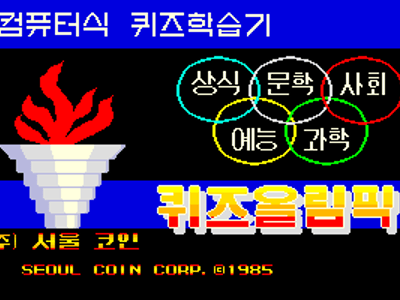 컴퓨터식 퀴즈학습기
상식 문학 사회
예능 과학
퀴즈올림픽
주) 서울 코인
SEOUL COIN CORP. ©1985